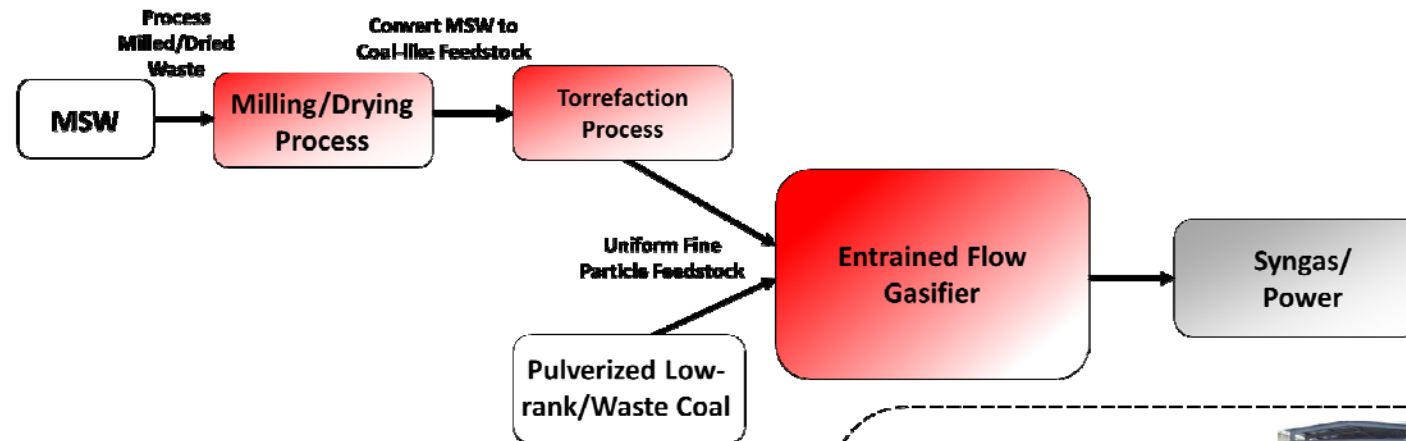 Process
Milled/Dried
Waste
Convert MSW to
Coal-like Feedstock
MSW
Milling/Drying
Process
Torrefaction
Process
Uniform Fine
Particle Feedstock
Entrained Flow
Gasifier
Syngas/
Power
Pulverized Low-
rank/Waste Coal